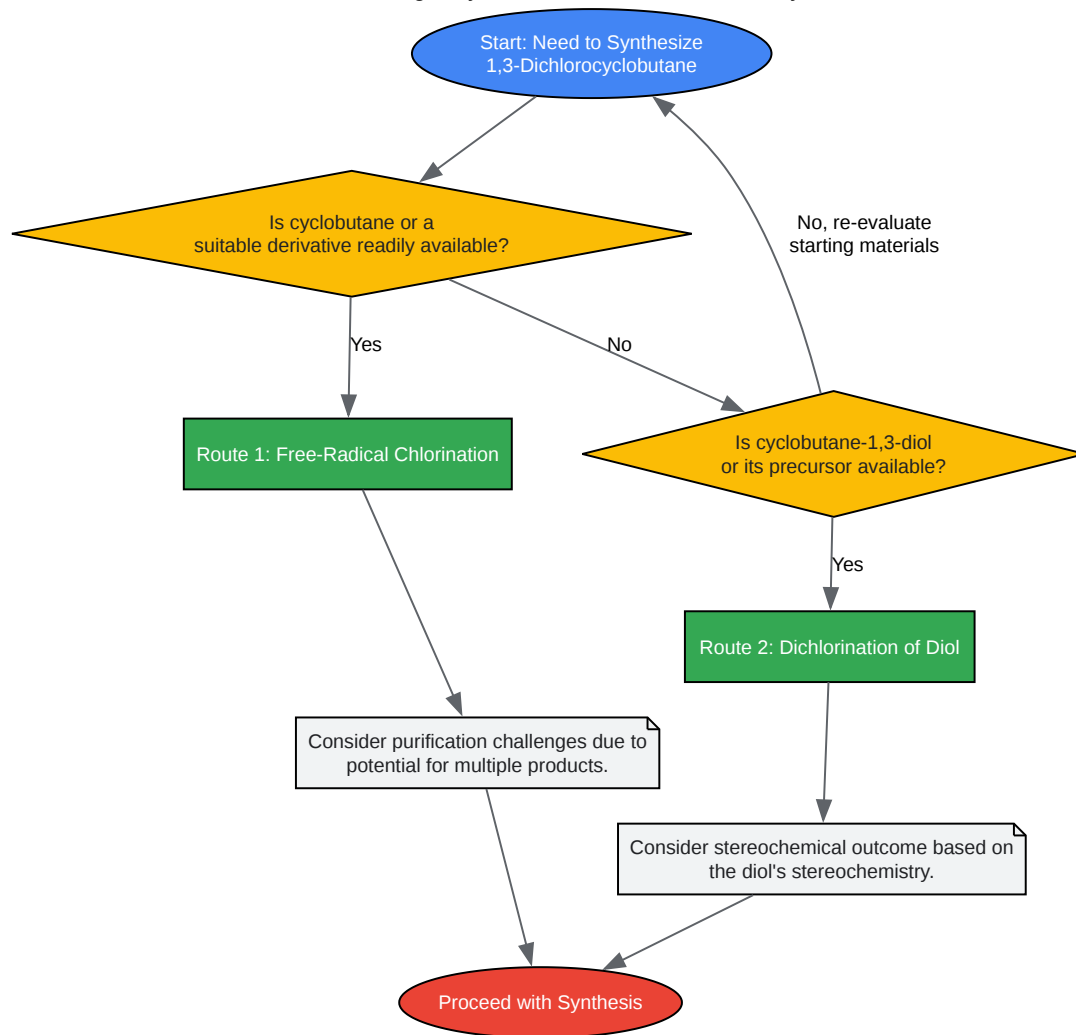 Start: Need to Synthesize
1,3-Dichlorocyclobutane
Is cyclobutane or a
suitable derivative readily available?
No, re-evaluate
starting materials
Yes
No
Route 1: Free-Radical Chlorination
Is cyclobutane-1,3-diol
or its precursor available?
Yes
Route 2: Dichlorination of Diol
Consider purification challenges due to
potential for multiple products.
Consider stereochemical outcome based on
the diol's stereochemistry.
Proceed with Synthesis